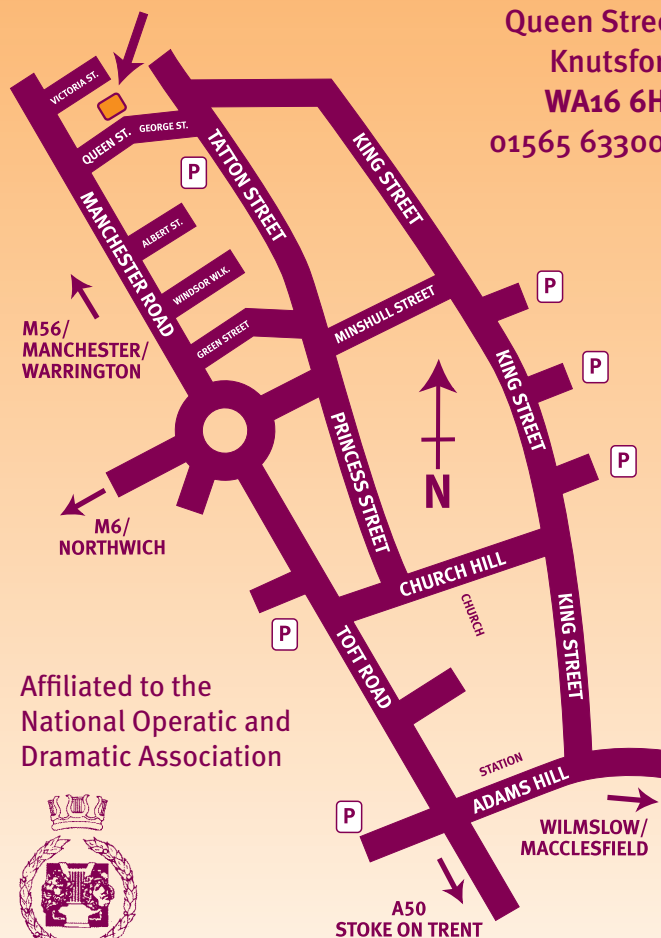 Queen Stree
Knutsfor
WA16 6H
01565 63300
VICTORIA ST.
QUEEN ST.
GEORGE ST.
TATTON STREET
KING STREET
P
MANCHESTER ROAD
ALBERT ST.
WINDSOR WLK.
GREEN STREET
MINSHULL STREET
P
M56/
MANCHESTER/
WARRINGTON
KING STREET
P
PRINCESS STREET
N
P
M6/
NORTHWICH
CHURCH HILL
CHURCH
KING STREET
P
TOFT ROAD
Affiliated to the
National Operatic and
Dramatic Association
STATION
ADAMS HILL
P
WILMSLOW/
MACCLESFIELD
A50
STOKE ON TRENT